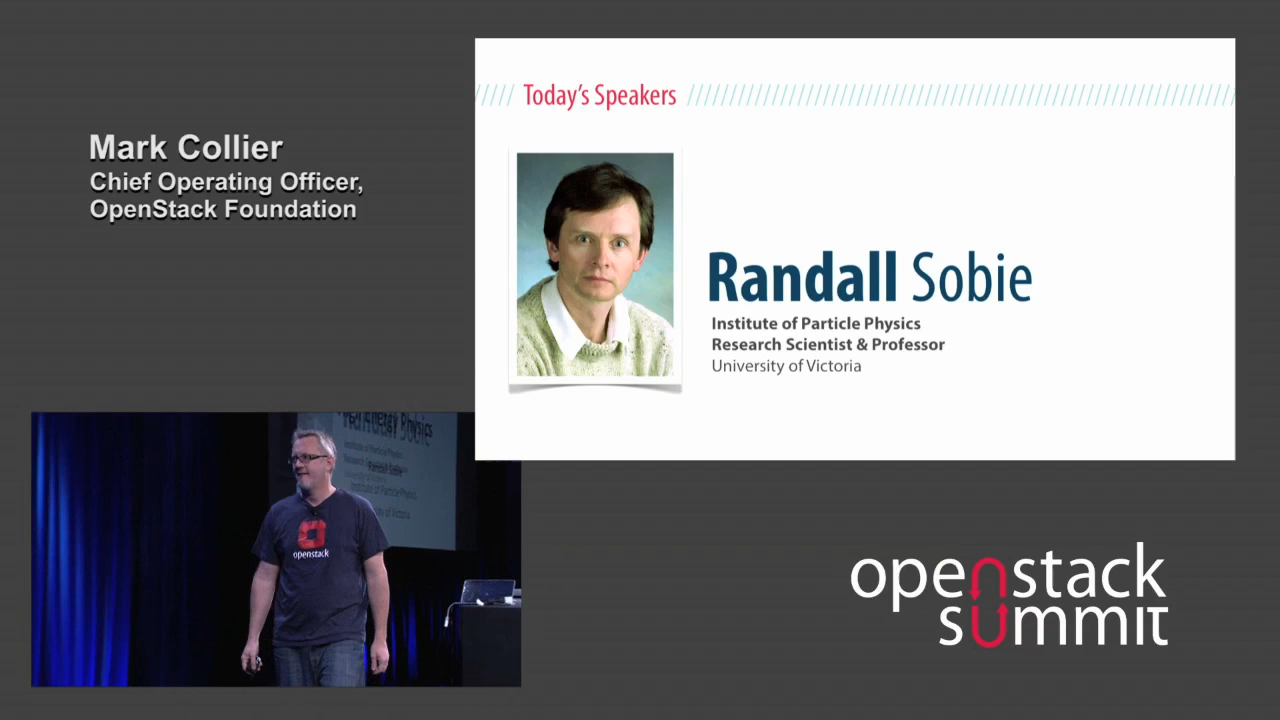 Mark Collier
Chief Operating Officer,
OpenStack Foundation
Today's Speakers
Randall Sobie
Institute of Particle Physics
Research Scientist & Professor
University of Victoria
openstack
openstack
summit